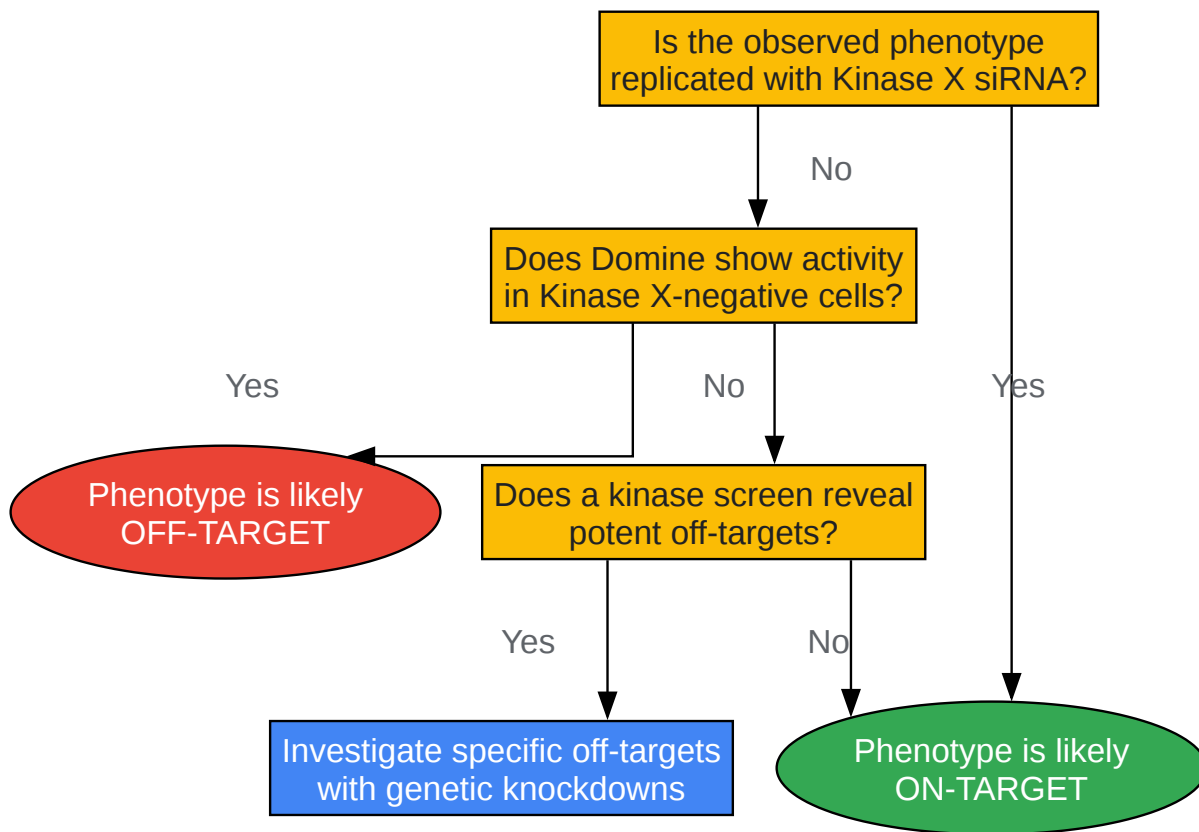 Is the observed phenotype
replicated with Kinase X siRNA?
No
Does Domine show activity
in Kinase X-negative cells?
Yes
No
Yes
Phenotype is likely
OFF-TARGET
Does a kinase screen reveal
potent off-targets?
Yes
No
Investigate specific off-targets
with genetic knockdowns
Phenotype is likely
ON-TARGET